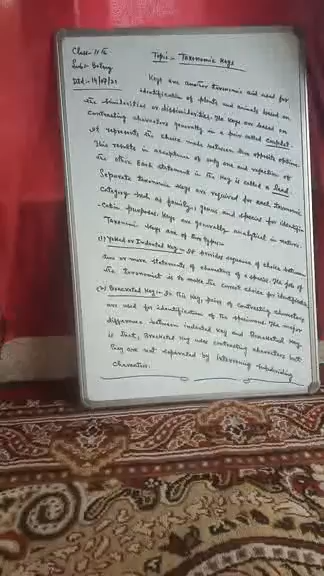 Class:- 11th
Topic:- Taxonomic Keys
Sub:- Botany
Dtd:- 14/07/21
Keys are another taxonomic aid used for
identification of plants and animals based on
the similarities or dissimilarities. The keys are based on
contrasting characters generally in a pair called couplet.
It represents the choice made between two opposite options.
This results in acceptance of only one and rejection of
the other. Each statement in the key is called a lead.
Separate taxonomic keys are required for each taxonomic
category such as family, genus and species for identifi-
-cation purposes. Keys are generally analytical in nature.
Taxonomic keys are of two types:-
(i) Yoked or Indented key:- It provides sequence of choice between
two or more statements of characters of a species. The job of
the taxonomist is to make the correct choice for identification
(ii) Bracketed key:- In this key, pairs of contrasting characters
are used for identification of the specimens. The major
difference between indented key and Bracketed key
is that, Bracketed key uses contrasting characters but
they are not separated by intervening subdividing
characters.